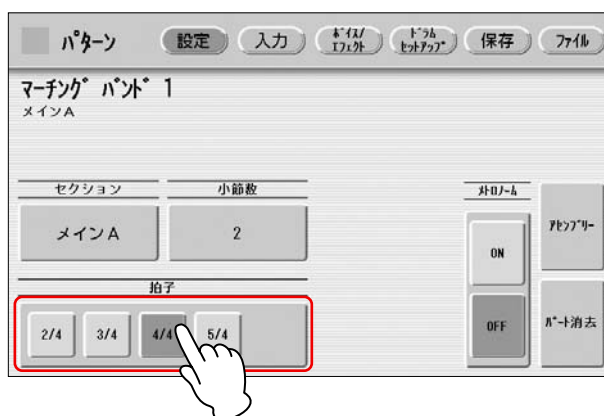 パターン 設定 入力 ボイス/エフェクト ドラムセットアップ 保存 ファイル
マーチング バンド 1
メインA
セクション 小節数 メトロノーム
メインA 2 ON OFF アセンブリー パート消去
拍子
2/4 3/4 4/4 5/4